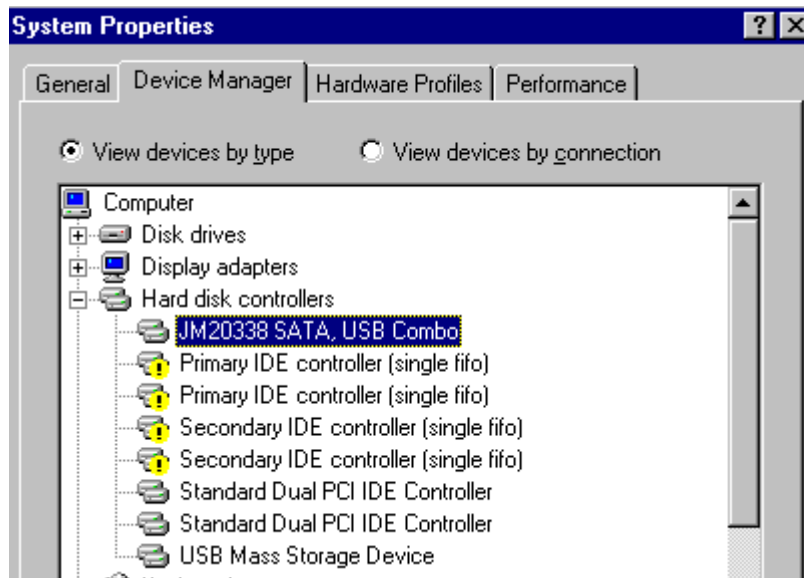 System Properties
General Device Manager Hardware Profiles Performance
View devices by type View devices by connection
Computer
Disk drives
Display adapters
Hard disk controllers
JM20338 SATA, USB Combo
Primary IDE controller (single fifo)
Primary IDE controller (single fifo)
Secondary IDE controller (single fifo)
Secondary IDE controller (single fifo)
Standard Dual PCI IDE Controller
Standard Dual PCI IDE Controller
USB Mass Storage Device